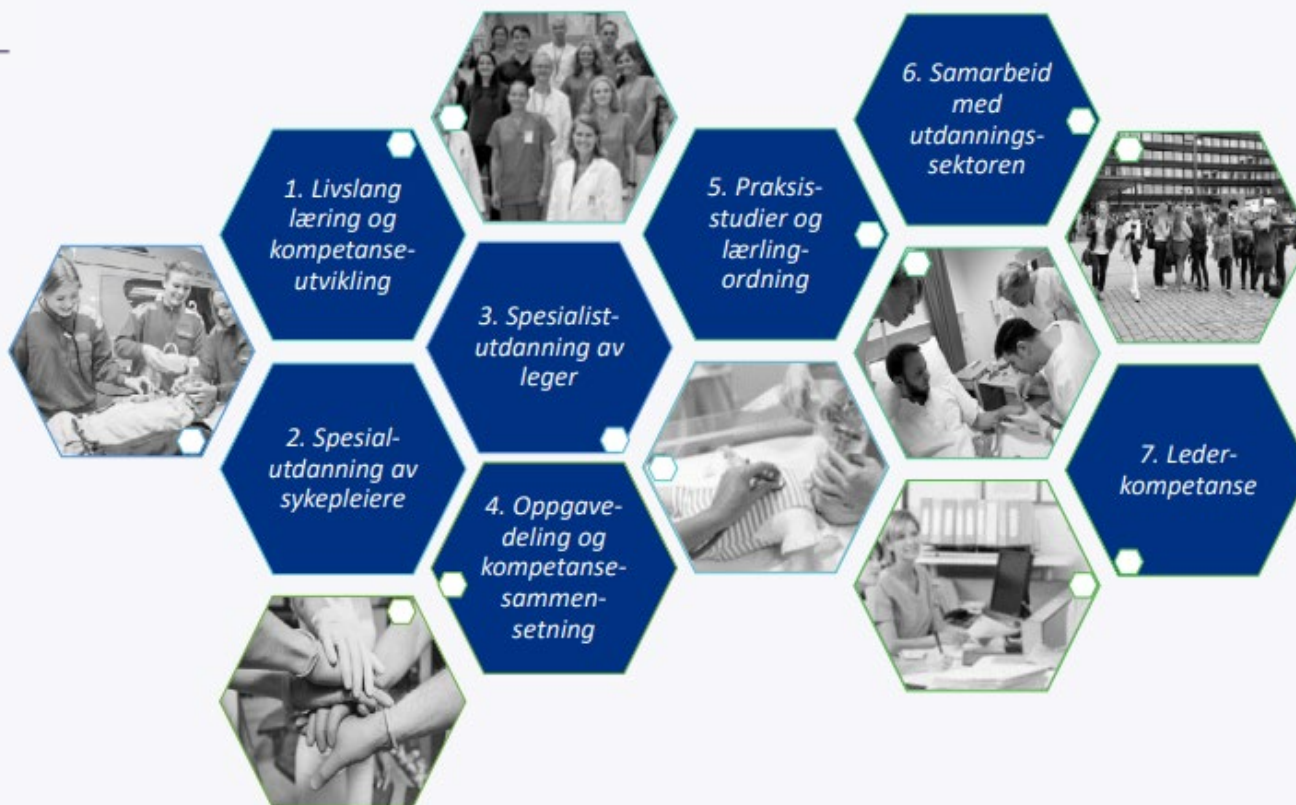 1. Livslang
læring og
kompetanse-
utvikling
2. Spesial-
utdanning av
sykepleiere
3. Spesialist-
utdanning av
leger
4. Oppgave-
deling og
kompetanse-
sammen-
setning
5. Praksis-
studier og
lærling-
ordning
6. Samarbeid
med
utdannings-
sektoren
7. Leder-
kompetanse